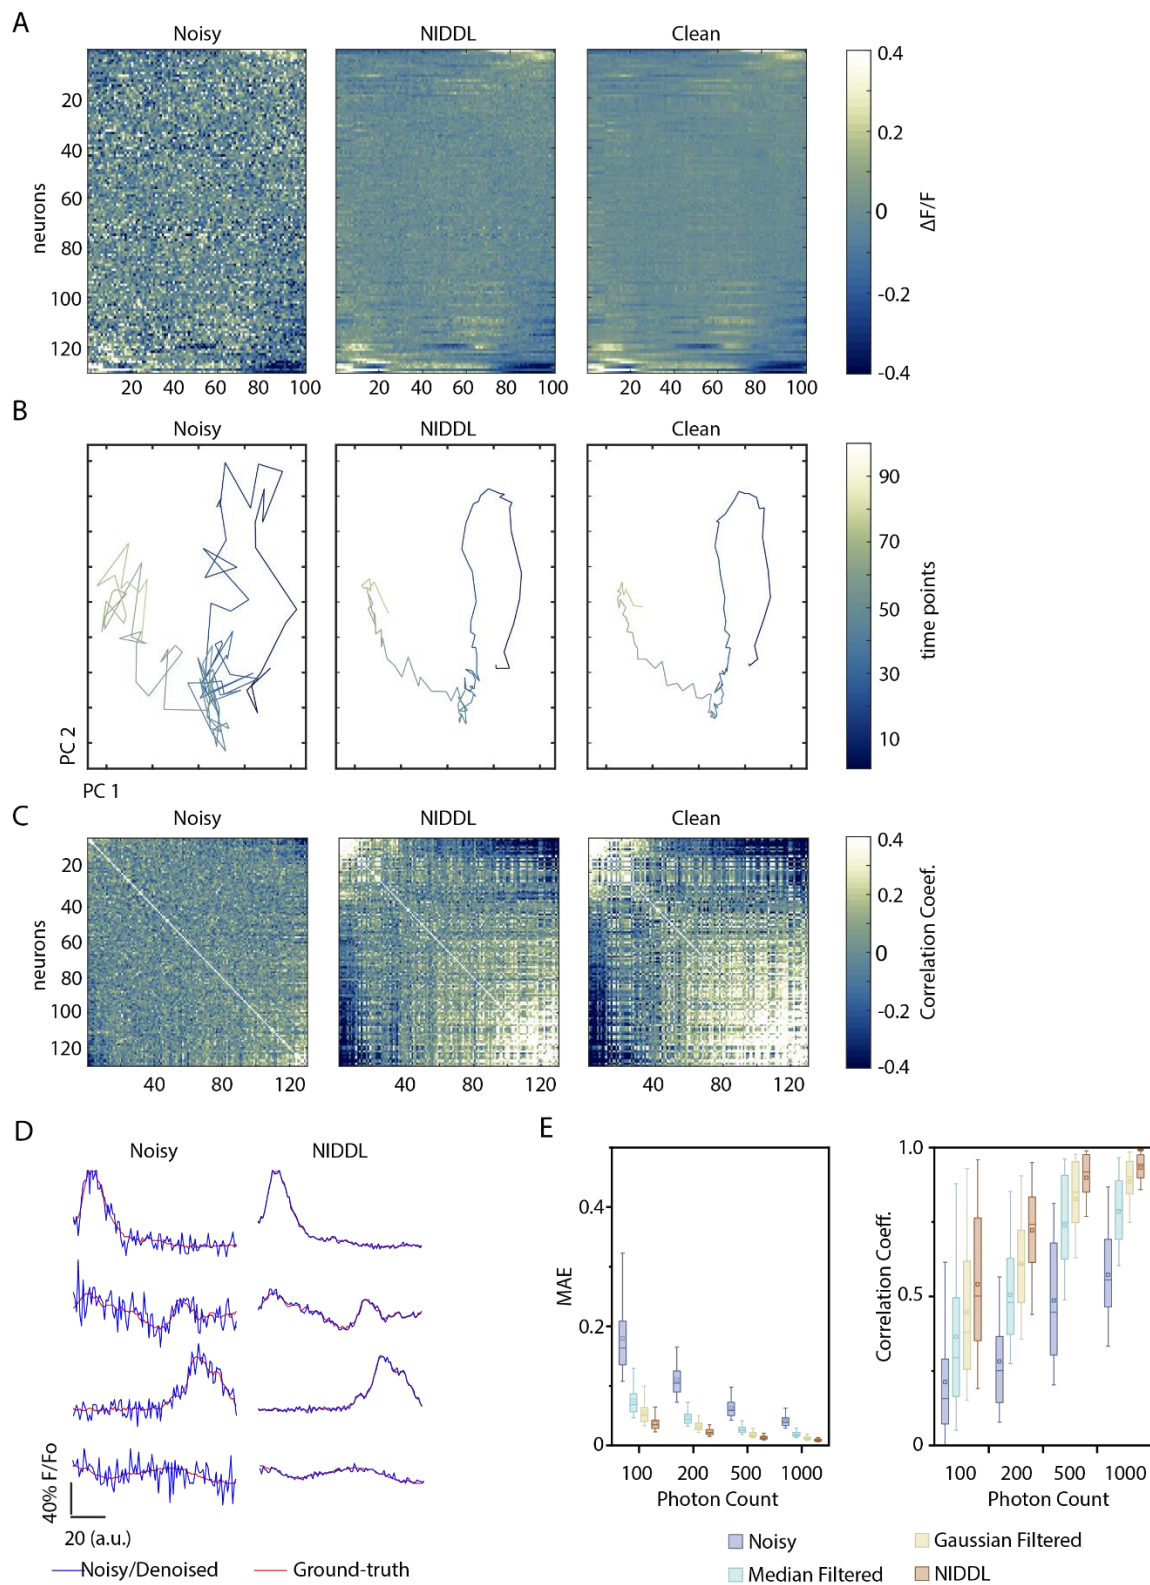 A
Noisy NIDDL Clean
neurons
20
40
60
80
100
120
20 40 60 80 100
20 40 60 80 100
20 40 60 80 100
0.4
0.2
0
-0.2
-0.4
ΔF/F
B
Noisy NIDDL Clean
PC 2
PC 1
90
70
50
30
10
time points
C
Noisy NIDDL Clean
neurons
20
40
60
80
100
120
40 80 120
40 80 120
40 80 120
0.4
0.2
0
-0.2
-0.4
Correlation Coeef.
D
Noisy NIDDL
40% F/Fo
20 (a.u.)
Noisy/Denoised Ground-truth
E
MAE
0.4
0.2
0
100 200 500 1000
Photon Count
Correlation Coeff.
1.0
0.5
0
100 200 500 1000
Photon Count
Noisy Gaussian Filtered
Median Filtered NIDDL